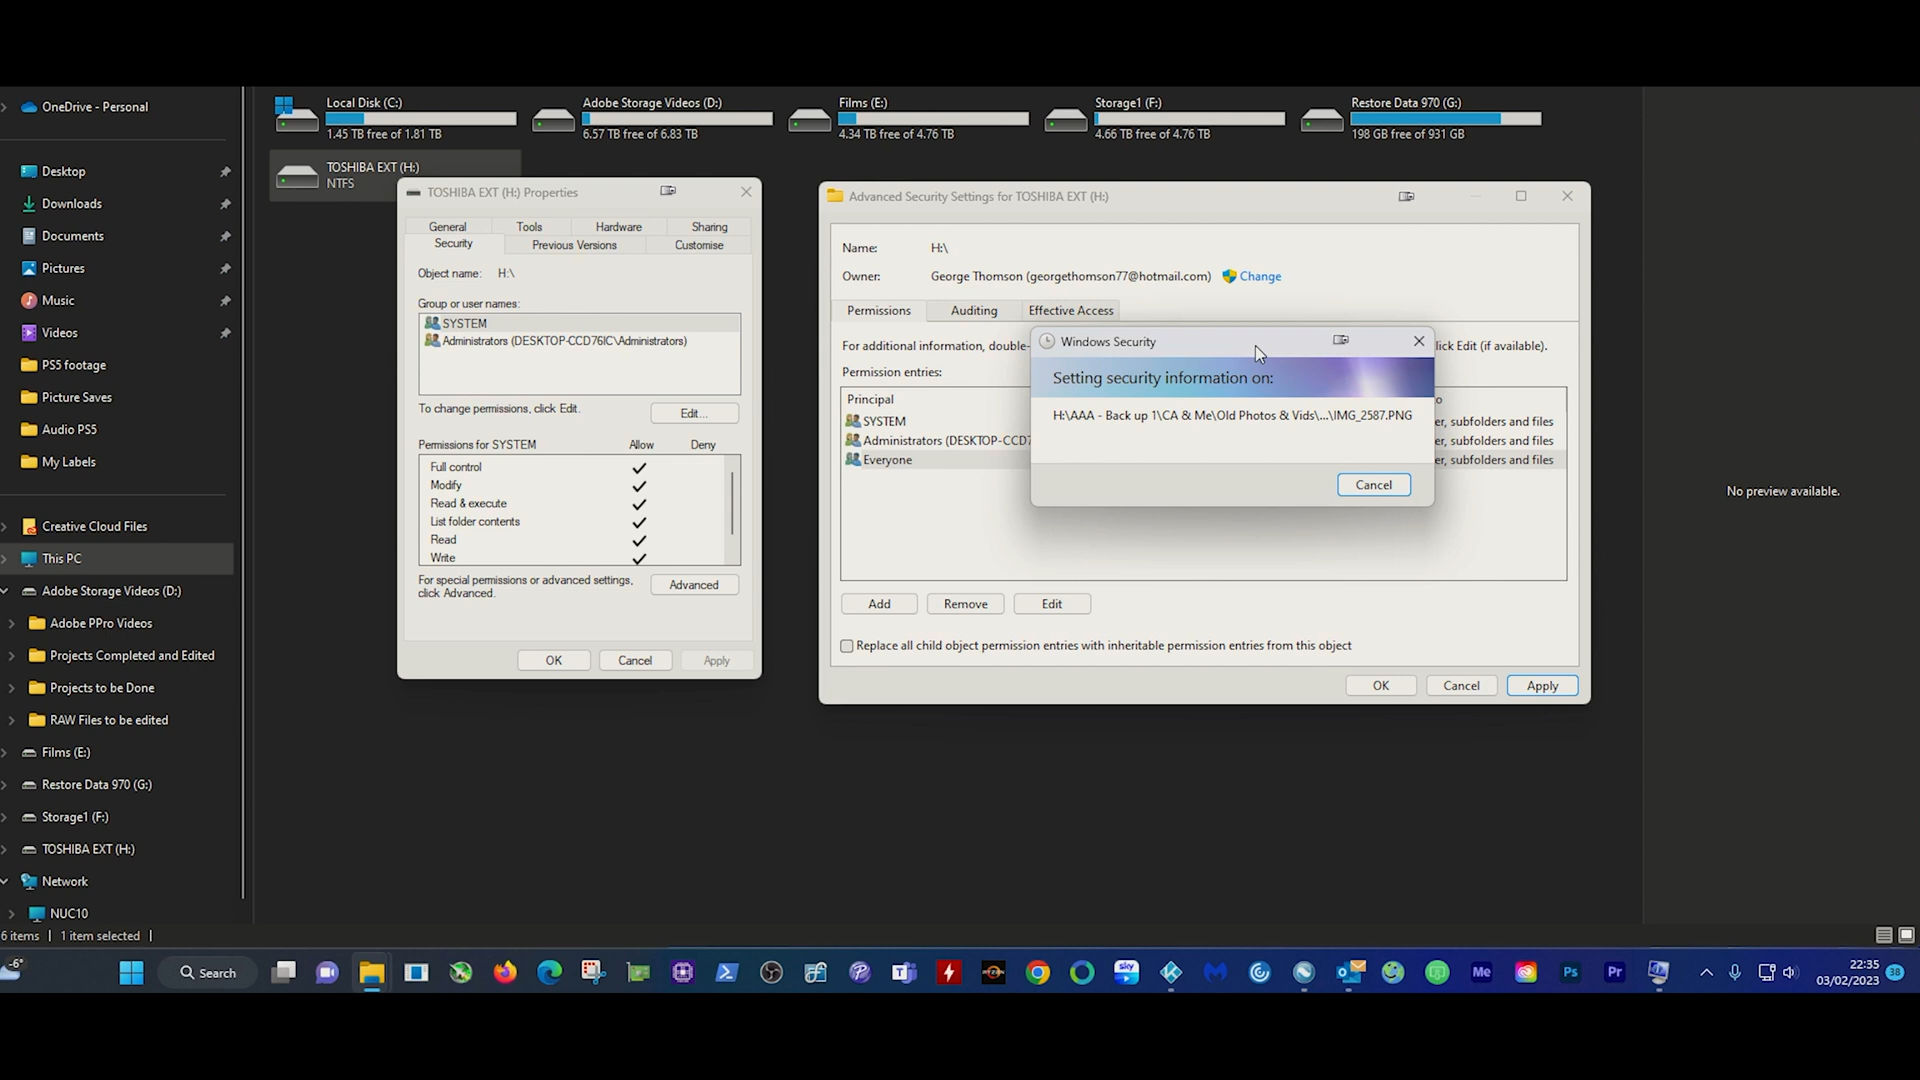 OneDrive - Personal
Desktop
Downloads
Documents
Pictures
Music
Videos
PS5 footage
Picture Saves
Audio PS5
My Labels
Creative Cloud Files
This PC
Adobe Storage Videos (D:)
Adobe PPro Videos
Projects Completed and Edited
Projects to be Done
RAW Files to be edited
Films (E:)
Restore Data 970 (G:)
Storage1 (F:)
TOSHIBA EXT (H:)
Network
NUC10
6 items
1 item selected
Local Disk (C:)
1.45 TB free of 1.81 TB
Adobe Storage Videos (D:)
6.57 TB free of 6.83 TB
Films (E:)
4.34 TB free of 4.76 TB
Storage1 (F:)
4.66 TB free of 4.76 TB
Restore Data 970 (G:)
198 GB free of 931 GB
TOSHIBA EXT (H:)
NTFS
TOSHIBA EXT (H:) Properties
General
Tools
Hardware
Sharing
Security
Previous Versions
Customise
Object name: H:\
Group or user names:
SYSTEM
Administrators (DESKTOP-CCD76IC\Administrators)
To change permissions, click Edit.
Edit...
Permissions for SYSTEM
Allow
Deny
Full control
Modify
Read & execute
List folder contents
Read
Write
For special permissions or advanced settings,
click Advanced.
Advanced
OK
Cancel
Apply
Advanced Security Settings for TOSHIBA EXT (H:)
Name: H:\
Owner: George Thomson (georgethomson77@hotmail.com) Change
Permissions
Auditing
Effective Access
For additional information, double-
lick Edit (if available).
Permission entries:
Principal
o
SYSTEM
er, subfolders and files
Administrators (DESKTOP-CCD7
er, subfolders and files
Everyone
er, subfolders and files
Add
Remove
Edit
Replace all child object permission entries with inheritable permission entries from this object
OK
Cancel
Apply
Windows Security
Setting security information on:
H:\AAA - Back up 1\CA & Me\Old Photos & Vids\...\IMG_2587.PNG
Cancel
No preview available.
-6°
Search
sky
Me
Ps
Pr
22:35
03/02/2023
38